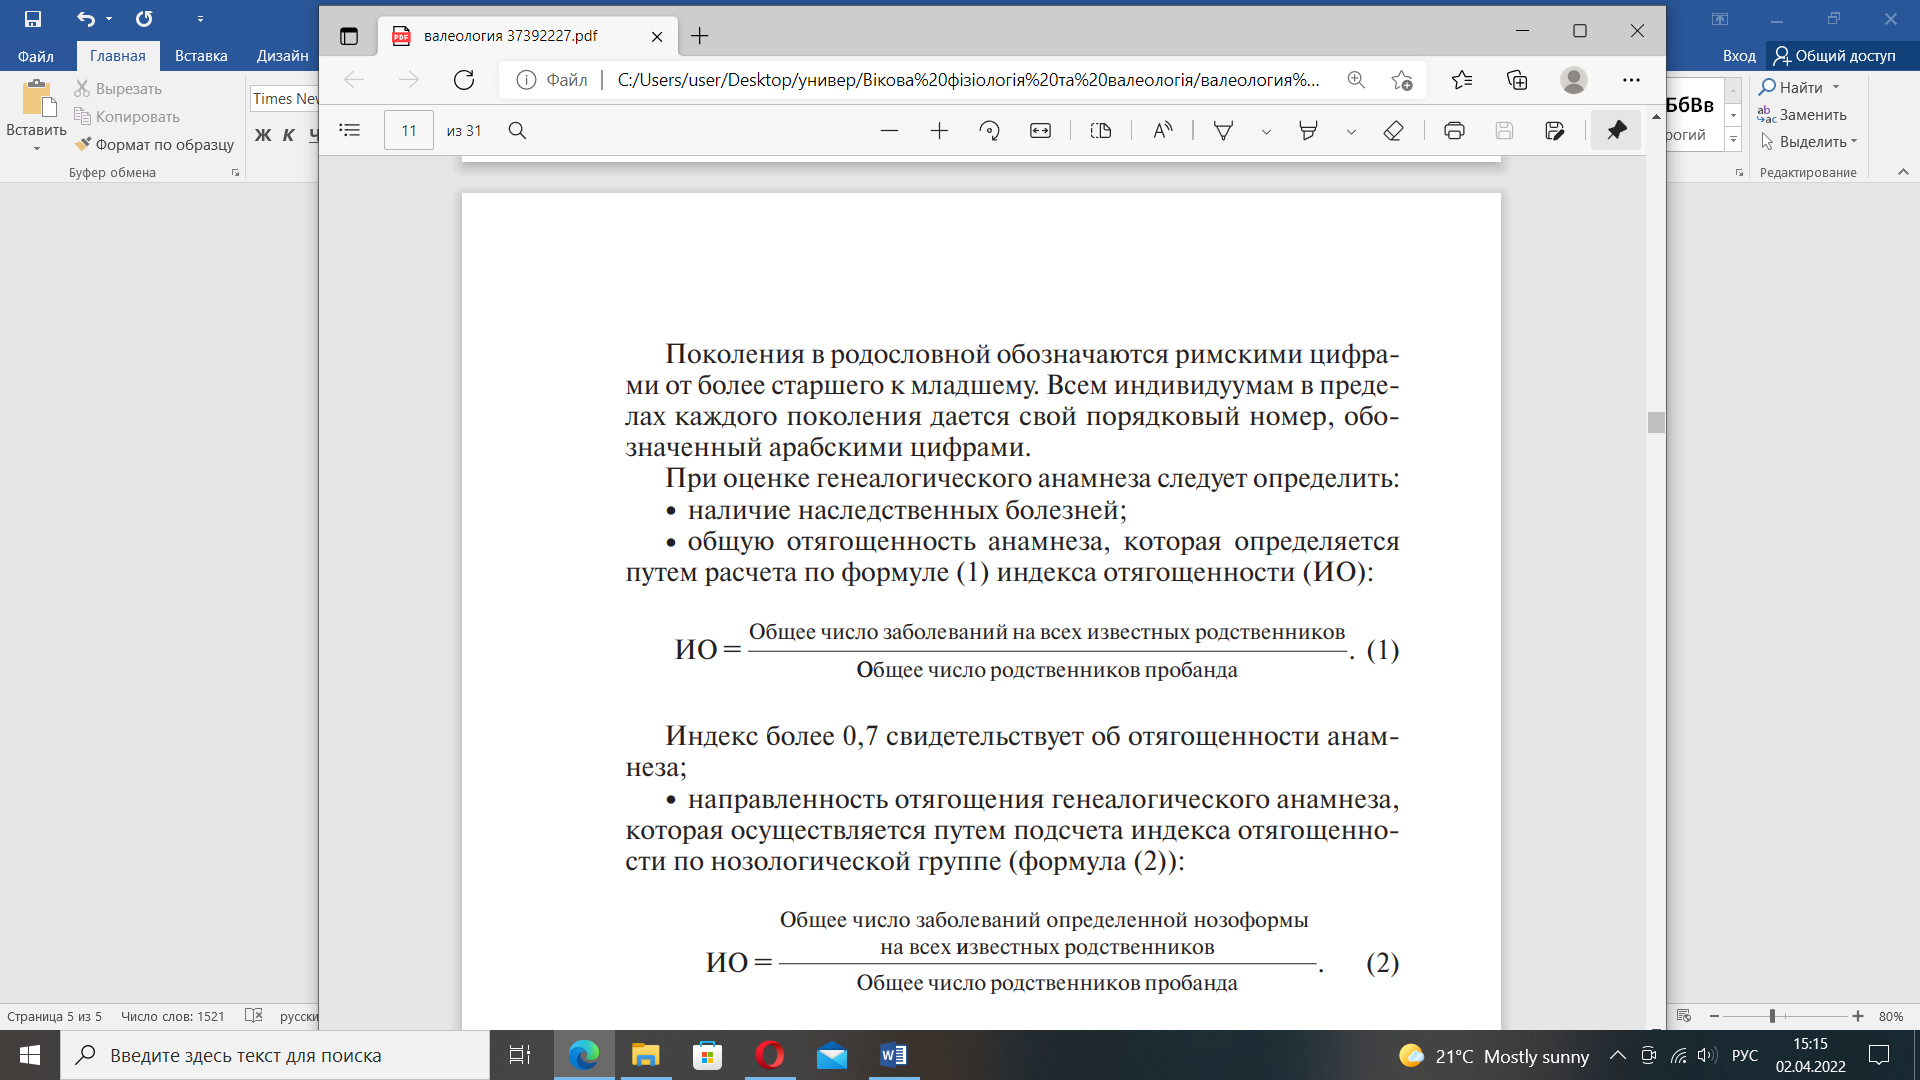 валеология 37392227.pdf
Файл
Главная
Вставка
Дизайн
Вход
Общий доступ
Файл
C:/Users/user/Desktop/универ/Вікова%20фізіологія%20та%20валеологія/валеология%...
Вырезать
Копировать
Формат по образцу
Вставить
Буфер обмена
Times Nev
Ж К Ч
11 из 31
БбВв
рогий
Найти
Заменить
Выделить
Редактирование
Поколения в родословной обозначаются римскими цифра-
ми от более старшего к младшему. Всем индивидуумам в преде-
лах каждого поколения дается свой порядковый номер, обо-
значенный арабскими цифрами.
При оценке генеалогического анамнеза следует определить:
• наличие наследственных болезней;
• общую отягощенность анамнеза, которая определяется
путем расчета по формуле (1) индекса отягощенности (ИО):
Общее число заболеваний на всех известных родственников
ИО = . (1)
Общее число родственников пробанда
Индекс более 0,7 свидетельствует об отягощенности анам-
неза;
• направленность отягощения генеалогического анамнеза,
которая осуществляется путем подсчета индекса отягощенно-
сти по нозологической группе (формула (2)):
Общее число заболеваний определенной нозоформы
на всех известных родственников
ИО = . (2)
Общее число родственников пробанда
Страница 5 из 5
Число слов: 1521
русски
80%
Введите здесь текст для поиска
21°C Mostly sunny
РУС
15:15
02.04.2022